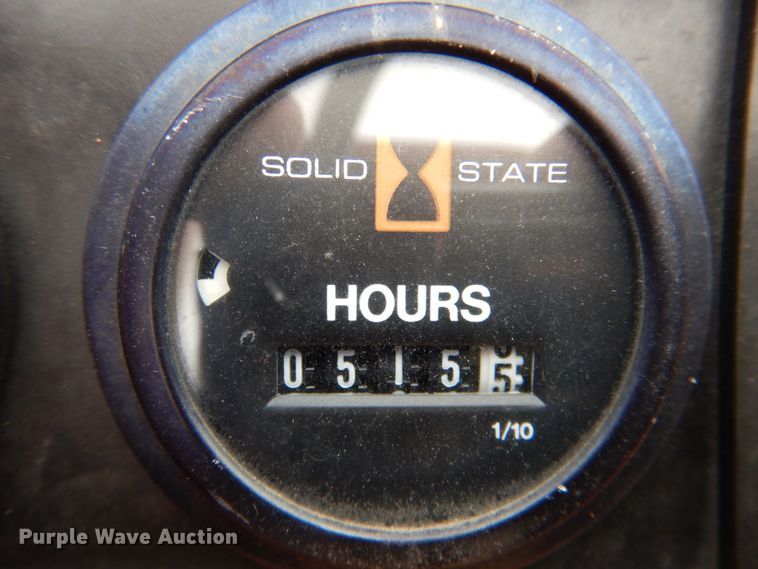 SOLID STATE
HOURS
0 5 1 5 5
1/10
Purple Wave Auction